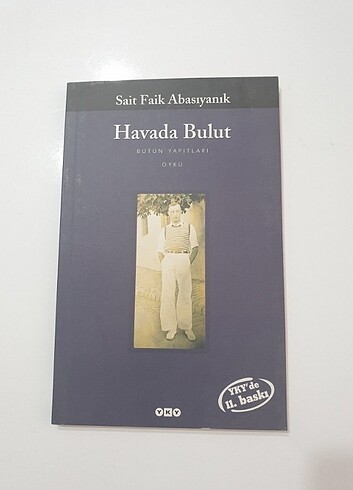 Sait Faik Abasıyanık
Havada Bulut
BÜTÜN YAPITLARI
ÖYKÜ
YKY'de
11. baskı
YKY